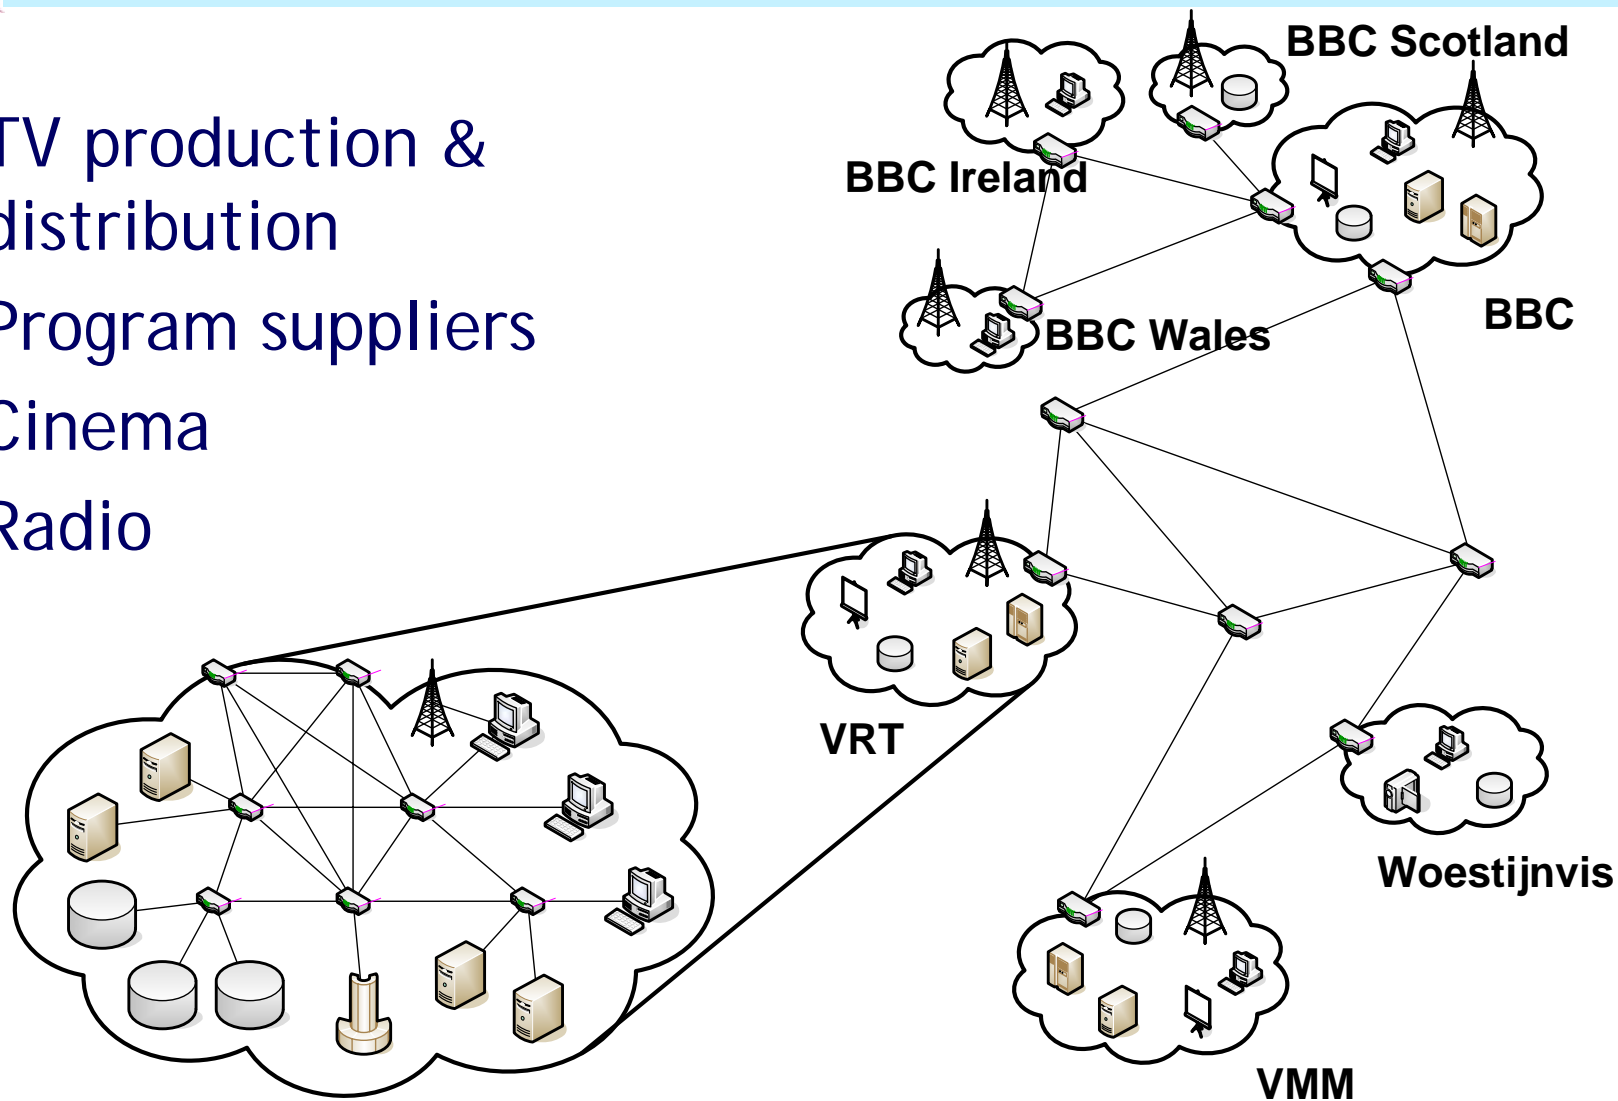 TV production &
distribution
Program suppliers
Cinema
Radio
BBC Scotland
BBC Ireland
BBC Wales
BBC
VRT
Woestijnvis
VMM